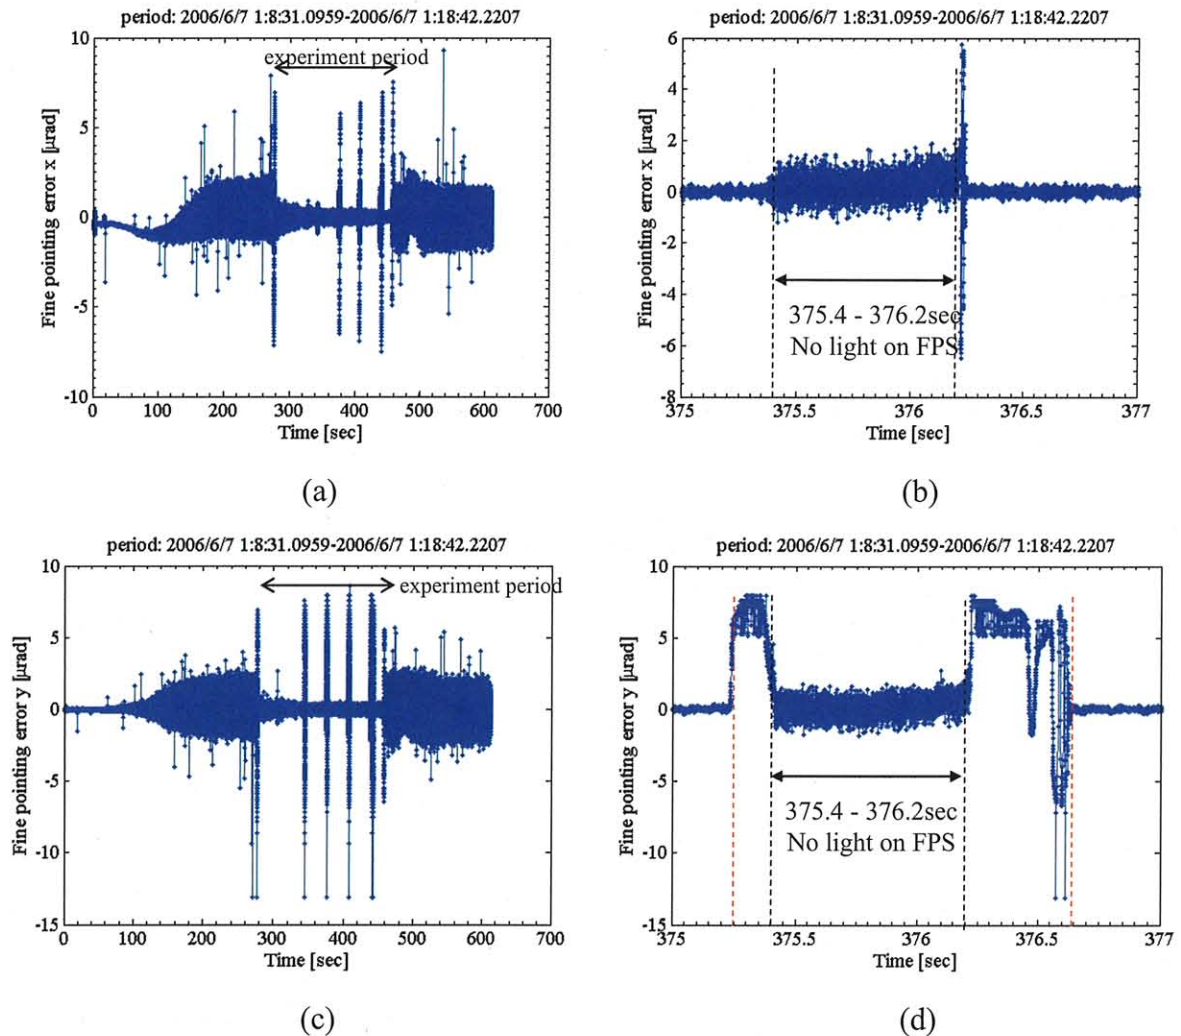 period: 2006/6/7 1:8:31.0959-2006/6/7 1:18:42.2207
experiment period
Fine pointing error x [μrad]
10
5
0
-5
-10
0 100 200 300 400 500 600 700
Time [sec]
(a)
period: 2006/6/7 1:8:31.0959-2006/6/7 1:18:42.2207
Fine pointing error x [μrad]
6
4
2
0
-2
-4
-6
-8
375.4 - 376.2sec
No light on FPS
375 375.5 376 376.5 377
Time [sec]
(b)
period: 2006/6/7 1:8:31.0959-2006/6/7 1:18:42.2207
experiment period
Fine pointing error y [μrad]
10
5
0
-5
-10
-15
0 100 200 300 400 500 600 700
Time [sec]
(c)
period: 2006/6/7 1:8:31.0959-2006/6/7 1:18:42.2207
Fine pointing error y [μrad]
10
5
0
-5
-10
-15
375.4 - 376.2sec
No light on FPS
375 375.5 376 376.5 377
Time [sec]
(d)